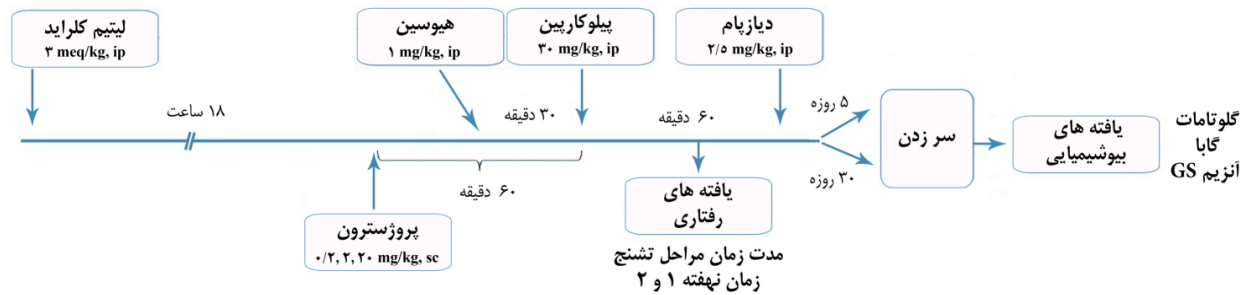 لیتیم کلراید
۳ meq/kg, ip
هیوسین
۱ mg/kg, ip
پیلوکارپین
۳۰ mg/kg, ip
دیازپام
۲/۵ mg/kg, ip
۱۸ ساعت
۳۰ دقیقه
۶۰ دقیقه
۶۰ دقیقه
پروژسترون
۰/۲, ۲, ۲۰ mg/kg, sc
یافته های
رفتاری
مدت زمان مراحل تشنج
زمان نهفته ۱ و ۲
۵ روزه
۳۰ روزه
سر زدن
یافته های
بیوشیمیایی
گلوتامات
گابا
آنزیم GS